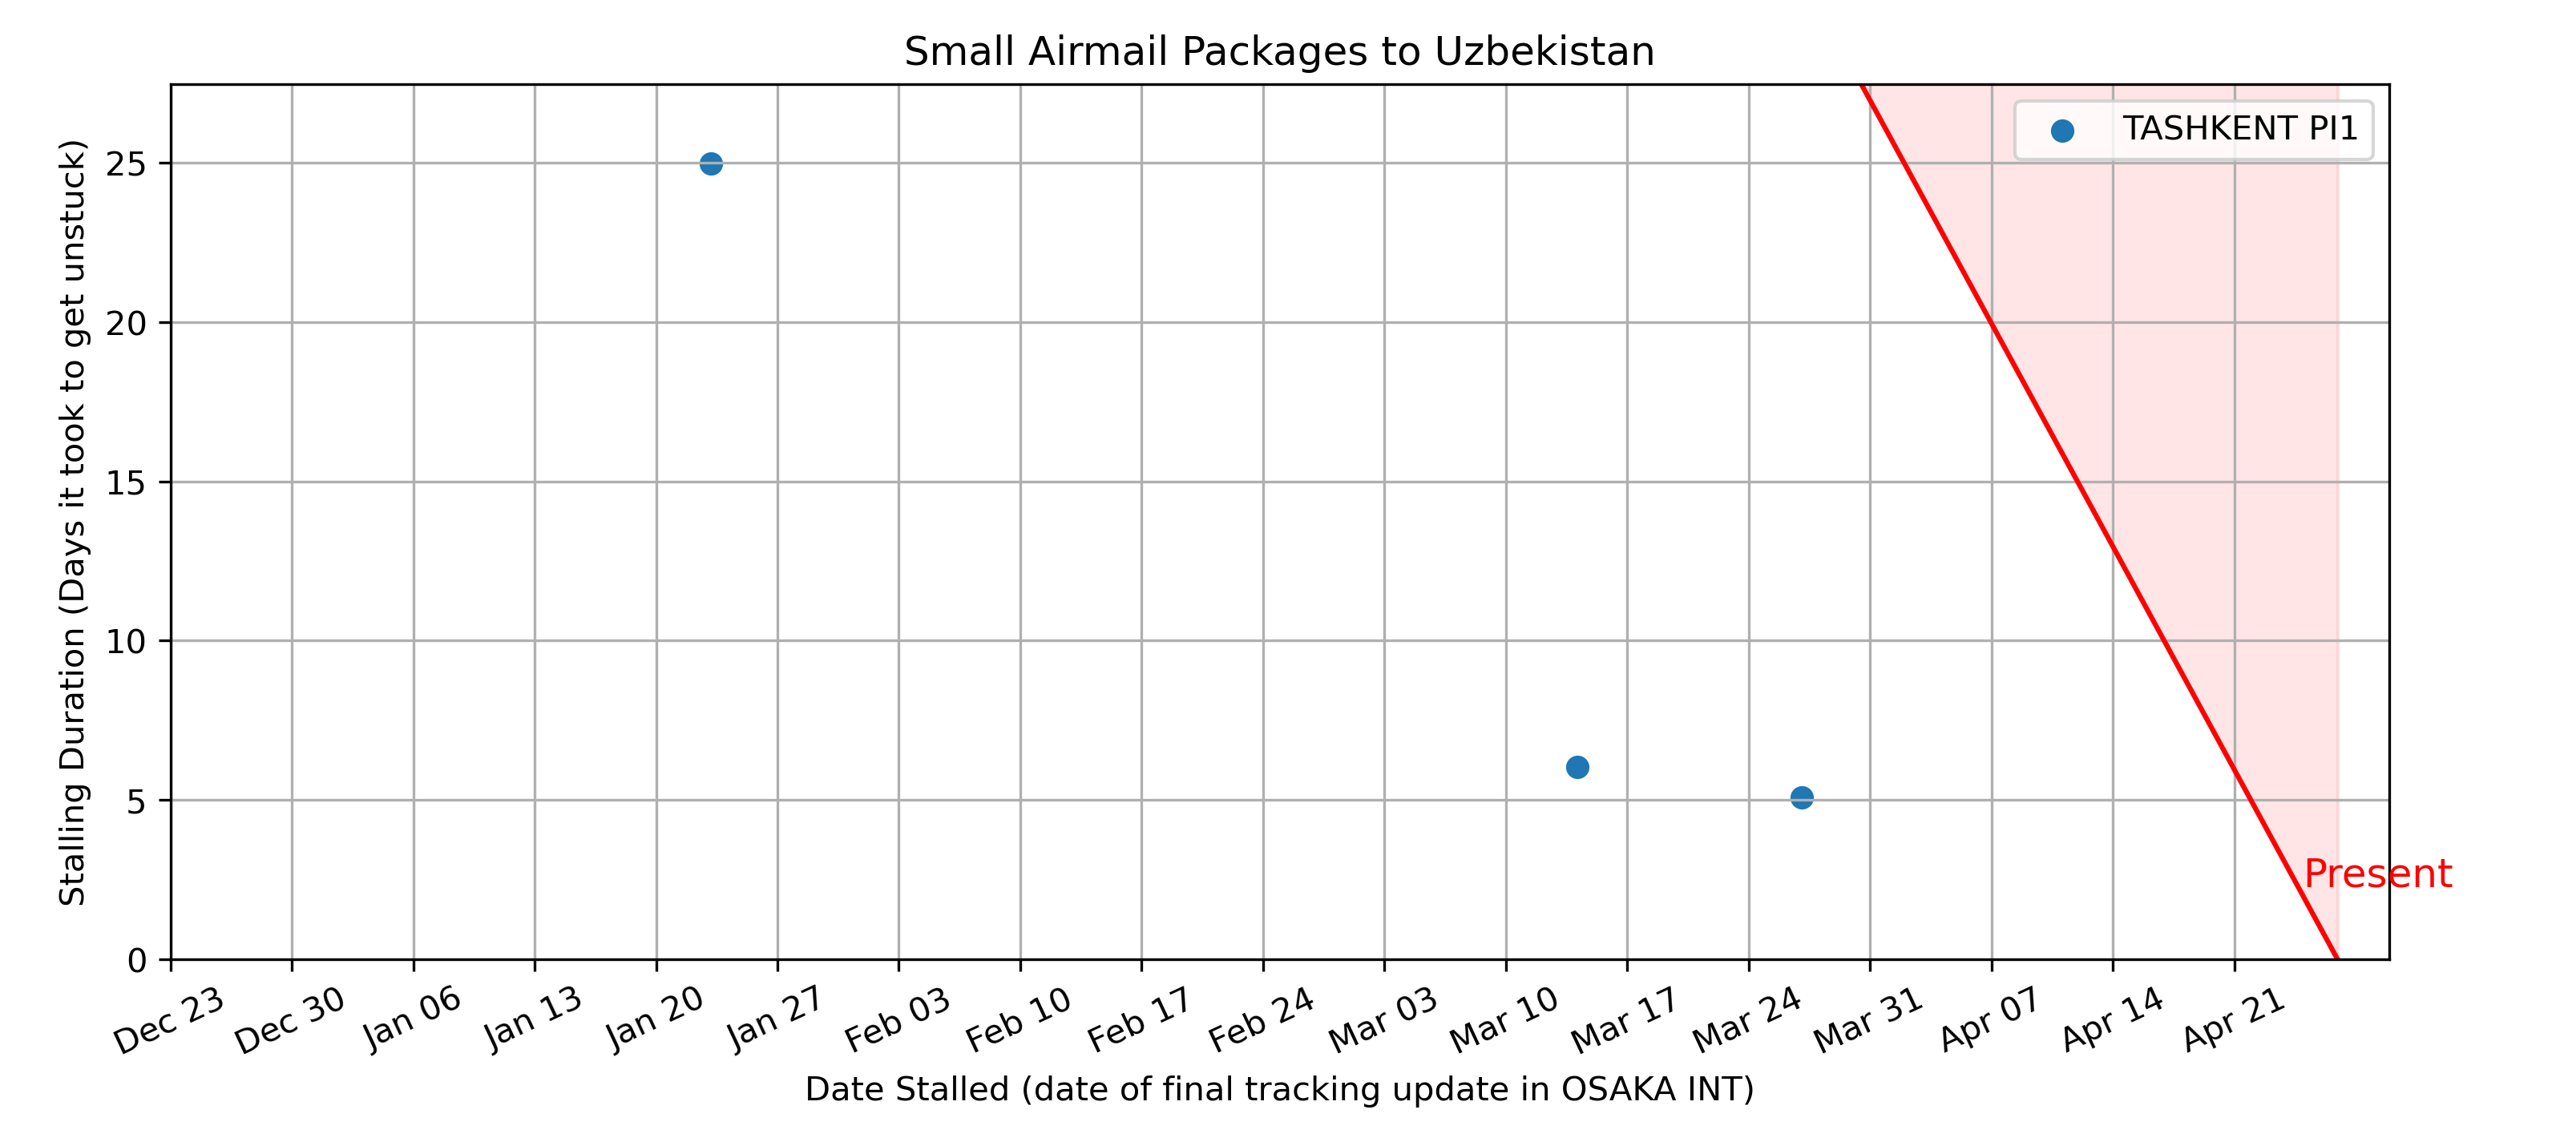 Small Airmail Packages to Uzbekistan
TASHKENT PI1
Stalling Duration (Days it took to get unstuck)
25
20
15
10
5
0
Present
Dec 23 Dec 30 Jan 06 Jan 13 Jan 20 Jan 27 Feb 03 Feb 10 Feb 17 Feb 24 Mar 03 Mar 10 Mar 17 Mar 24 Mar 31 Apr 07 Apr 14 Apr 21
Date Stalled (date of final tracking update in OSAKA INT)